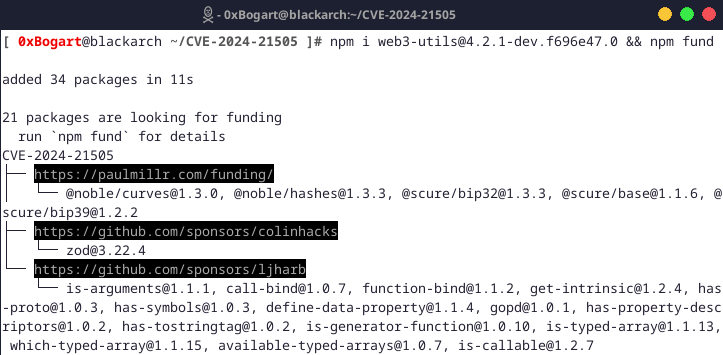 - 0xBogart@blackarch:~/CVE-2024-21505
[ 0xBogart@blackarch ~/CVE-2024-21505 ]# npm i web3-utils@4.2.1-dev.f696e47.0 && npm fund
added 34 packages in 11s
21 packages are looking for funding
  run `npm fund` for details
CVE-2024-21505
├── https://paulmillr.com/funding/
│   └── @noble/curves@1.3.0, @noble/hashes@1.3.3, @scure/bip32@1.3.3, @scure/base@1.1.6, @
scure/bip39@1.2.2
├── https://github.com/sponsors/colinhacks
│   └── zod@3.22.4
└── https://github.com/sponsors/ljharb
    └── is-arguments@1.1.1, call-bind@1.0.7, function-bind@1.1.2, get-intrinsic@1.2.4, has
-proto@1.0.3, has-symbols@1.0.3, define-data-property@1.1.4, gopd@1.0.1, has-property-desc
riptors@1.0.2, has-tostringtag@1.0.2, is-generator-function@1.0.10, is-typed-array@1.1.13,
 which-typed-array@1.1.15, available-typed-arrays@1.0.7, is-callable@1.2.7